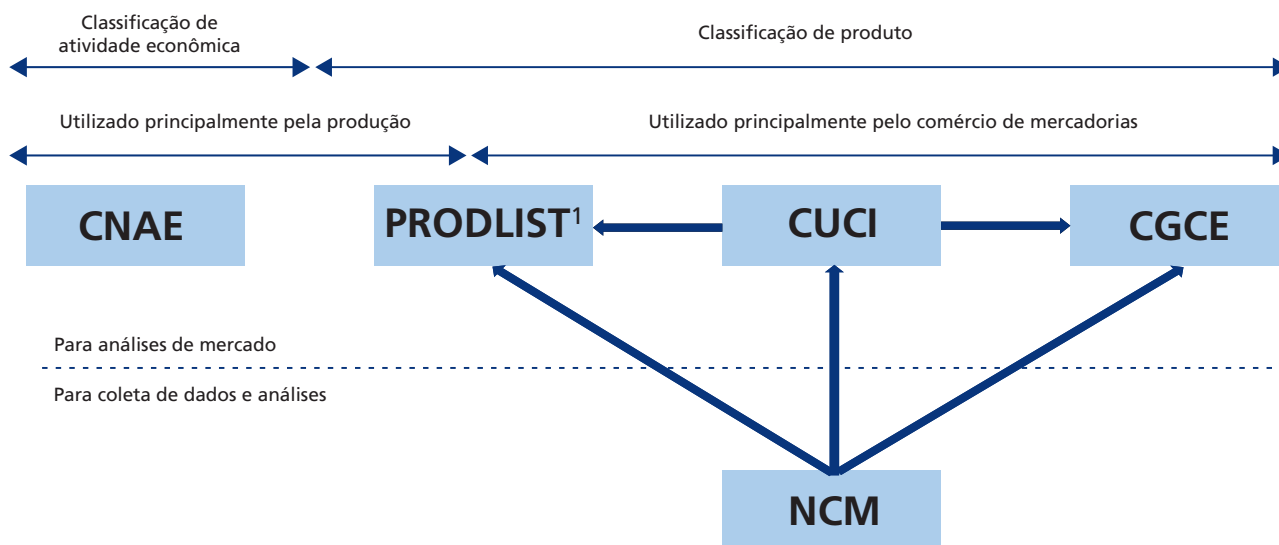 Classificação de
atividade econômica
Classificação de produto
Utilizado principalmente pela produção
Utilizado principalmente pelo comércio de mercadorias
CNAE
PRODLIST¹
CUCI
CGCE
Para análises de mercado
Para coleta de dados e análises
NCM